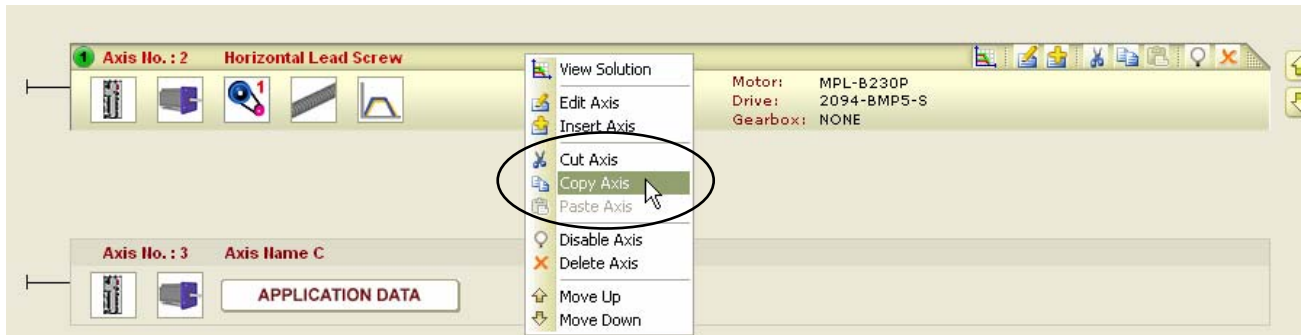 1 Axis No. : 2 Horizontal Lead Screw
1
Motor: MPL-B230P
Drive: 2094-BMP5-S
Gearbox: NONE
View Solution
Edit Axis
Insert Axis
Cut Axis
Copy Axis
Paste Axis
Disable Axis
Delete Axis
Move Up
Move Down
Axis No. : 3 Axis Name C
APPLICATION DATA